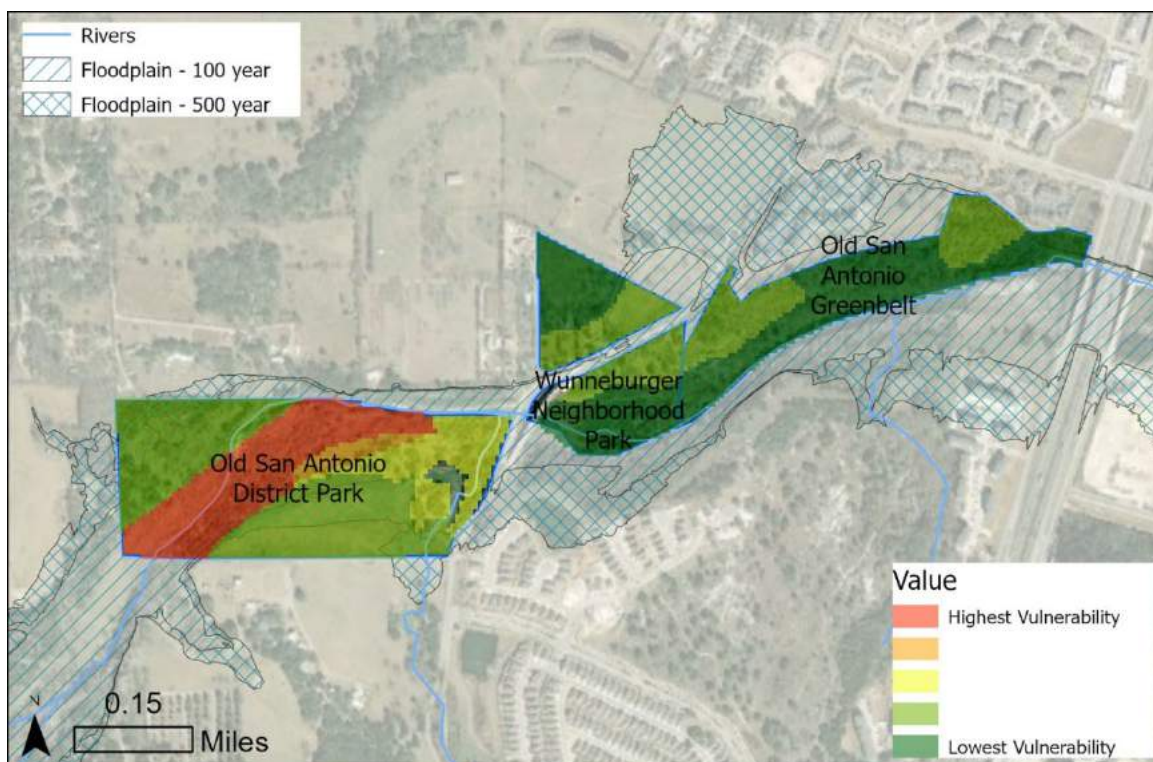 Rivers
Floodplain - 100 year
Floodplain - 500 year
Old San
Antonio
Greenbelt
Wunneburger
Neighborhood
Park
Old San Antonio
District Park
Value
Highest Vulnerability
Lowest Vulnerability
N
0.15
Miles